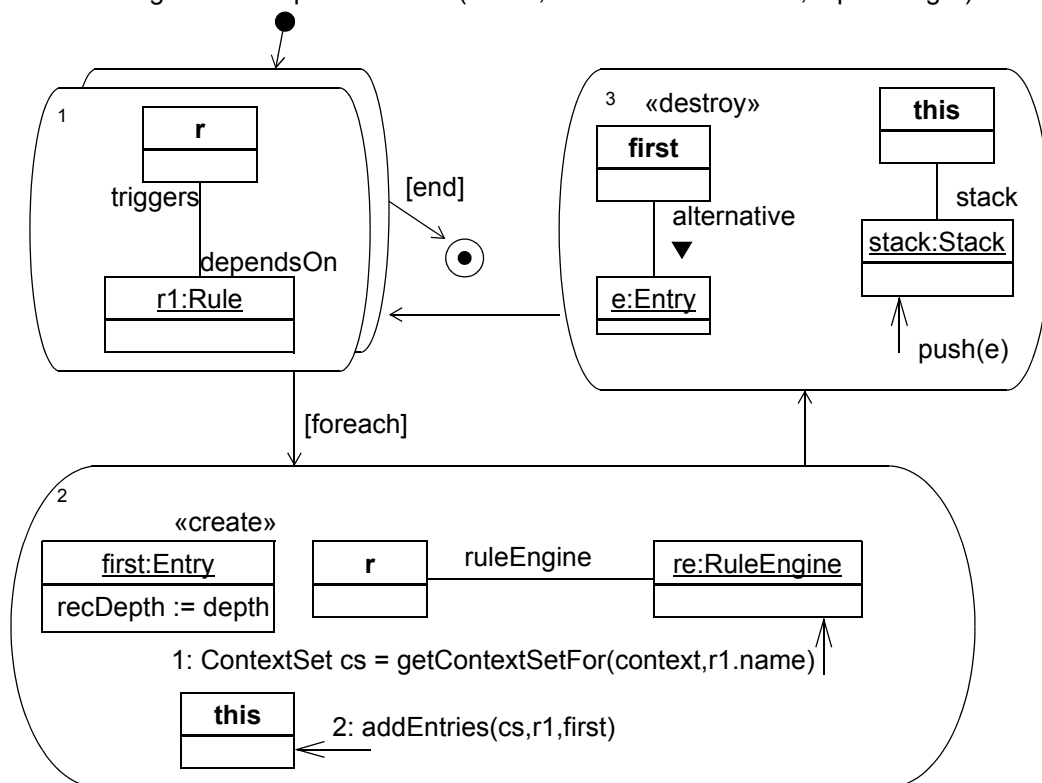 1
r
triggers
dependsOn
r1:Rule
[end]
3
«destroy»
first
alternative
e:Entry
this
stack
stack:Stack
push(e)
[foreach]
2
«create»
first:Entry
recDepth := depth
r
ruleEngine
re:RuleEngine
1: ContextSet cs = getContextSetFor(context,r1.name)
this
2: addEntries(cs,r1,first)